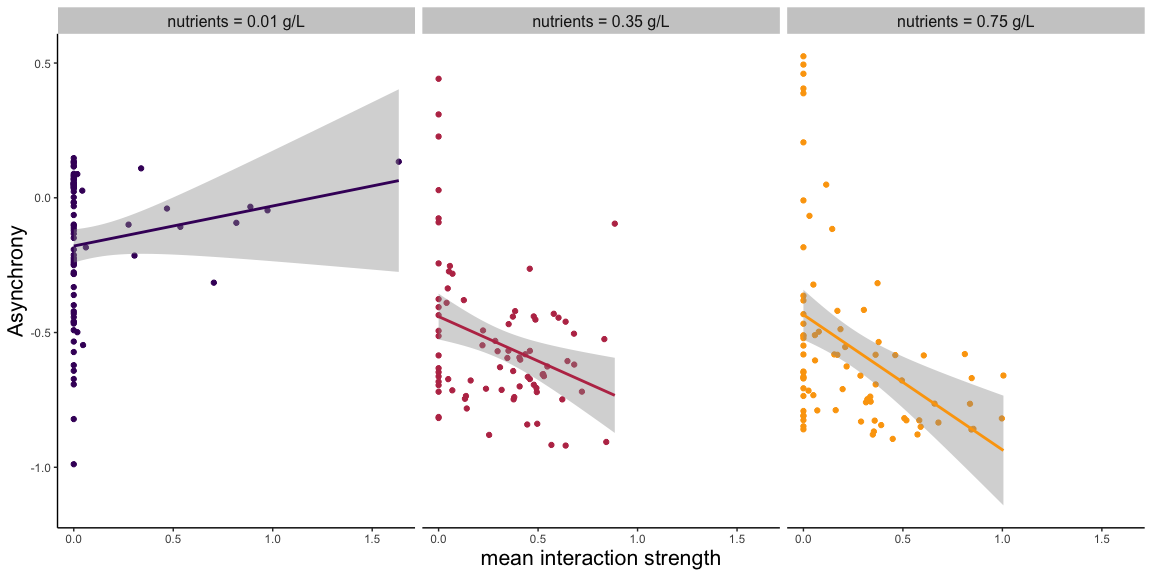 nutrients = 0.01 g/L
nutrients = 0.35 g/L
nutrients = 0.75 g/L
Asynchrony
0.5
0.0
-0.5
-1.0
0.0 0.5 1.0 1.5
0.0 0.5 1.0 1.5
0.0 0.5 1.0 1.5
mean interaction strength